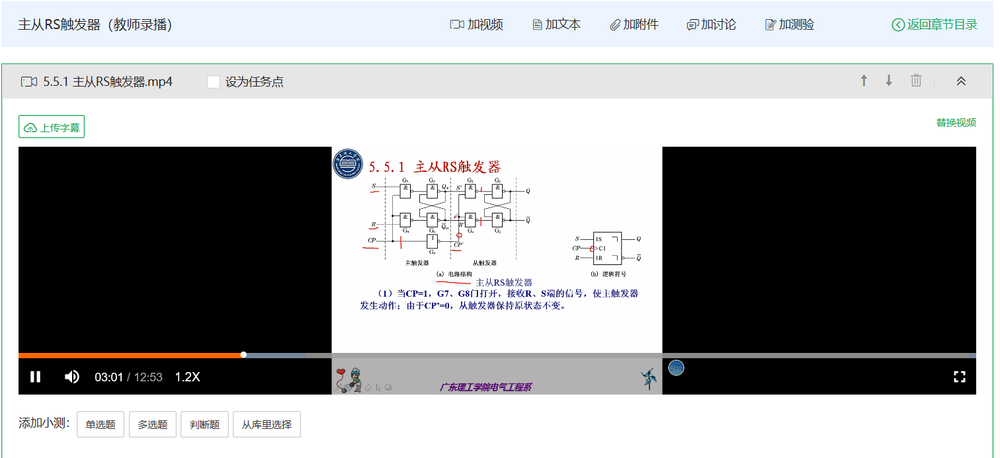 主从RS触发器（教师录播） 加视频 加文本 加附件 加讨论 加测验 返回章节目录
5.5.1 主从RS触发器.mp4 设为任务点
上传字幕 替换视频
5.5.1 主从RS触发器
G₇ G₅ G₃ G₁
S & & Qₘ S' & & Q
R & & Q̅ₘ R' & & Q̅
G₈ G₆ G₄ G₂
CP 1 CP'
G₉
主触发器 从触发器
(a) 电路结构
S 1S Q
CP C1
R 1R Q̅
(b) 逻辑符号
主从RS触发器
（1）当CP=1，G7、G8门打开，接收R、S端的信号，使主触发器
发生动作；由于CP’=0，从触发器保持原状态不变。
03:01 / 12:53 1.2X
广东理工学院电气工程系
02:59
添加小测： 单选题 多选题 判断题 从库里选择